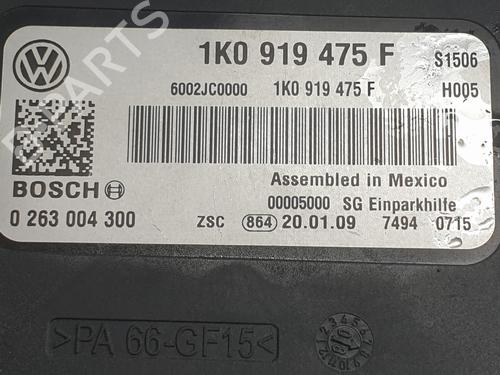 1K0 919 475 F S1506
6002JC0000 1K0 919 475 F H005
BOSCH
Assembled in Mexico
00005000 SG Einparkhilfe
0 263 004 300 ZSC 864 20.01.09 7494 0715
>PA 66-GF15<